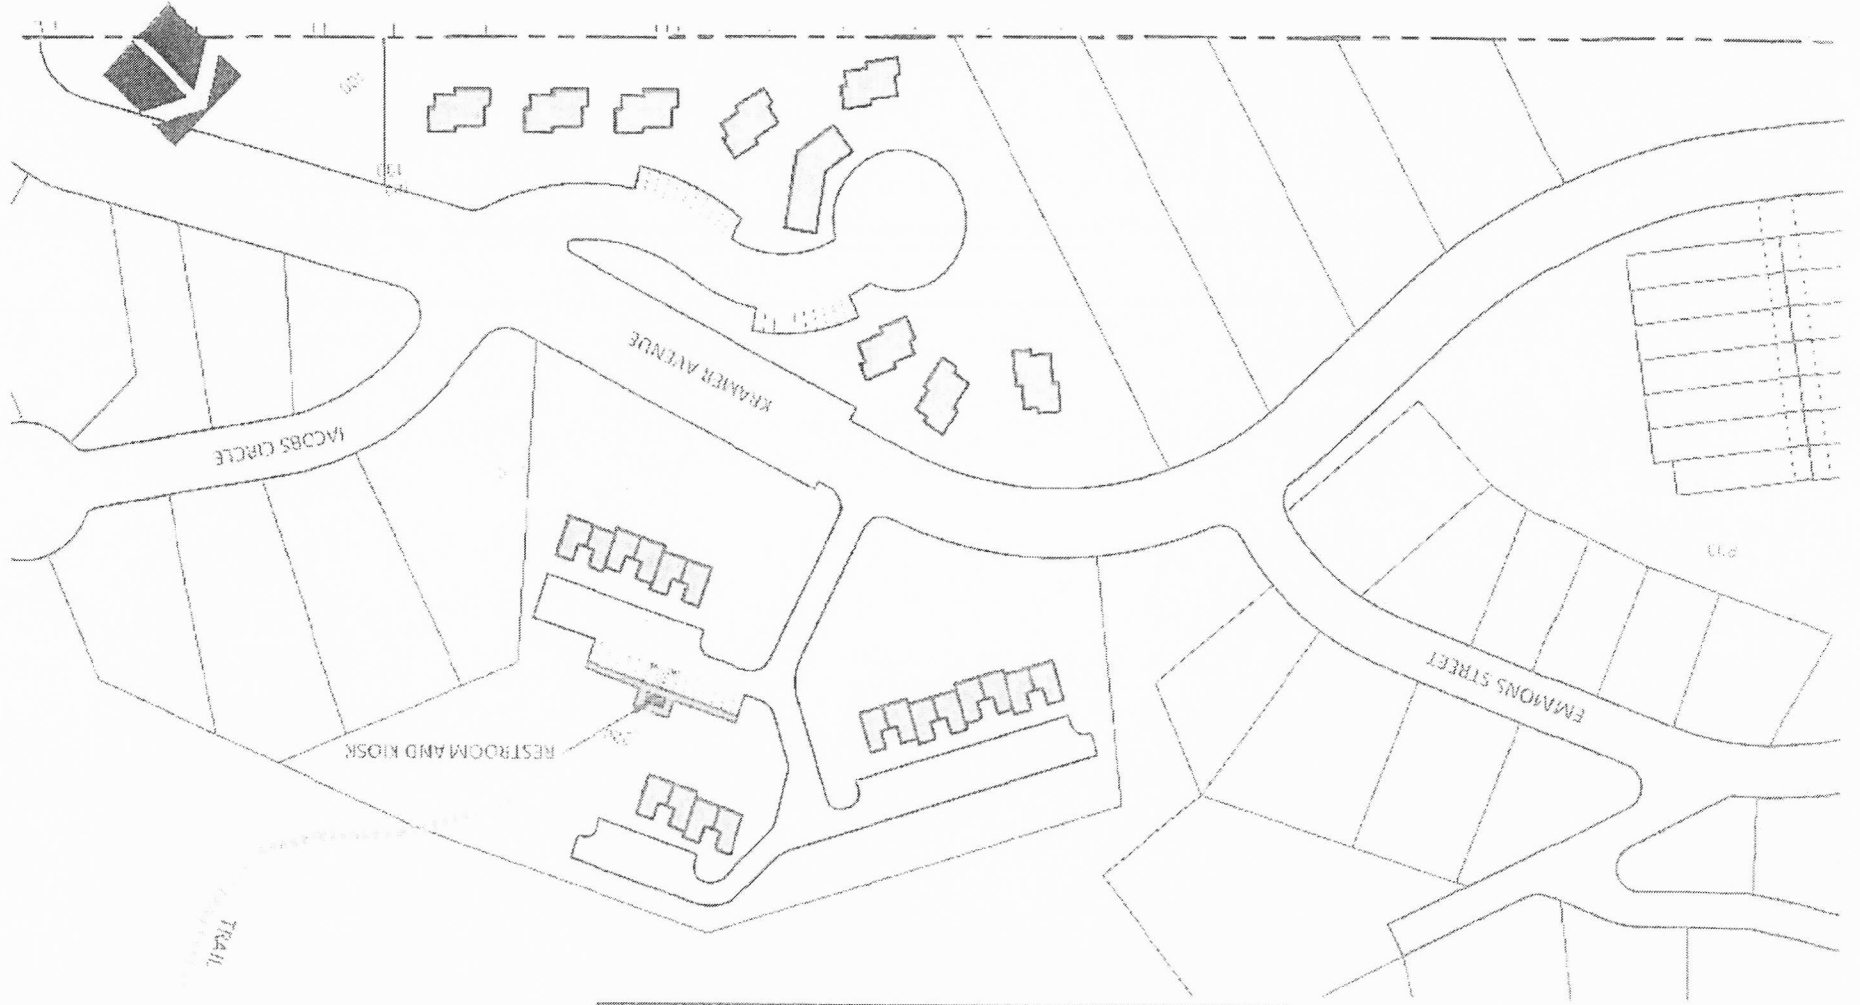 KRAMER AVENUE
JACOBS CIRCLE
EMMONS STREET
RESTROOM AND KIOSK
TRAIL